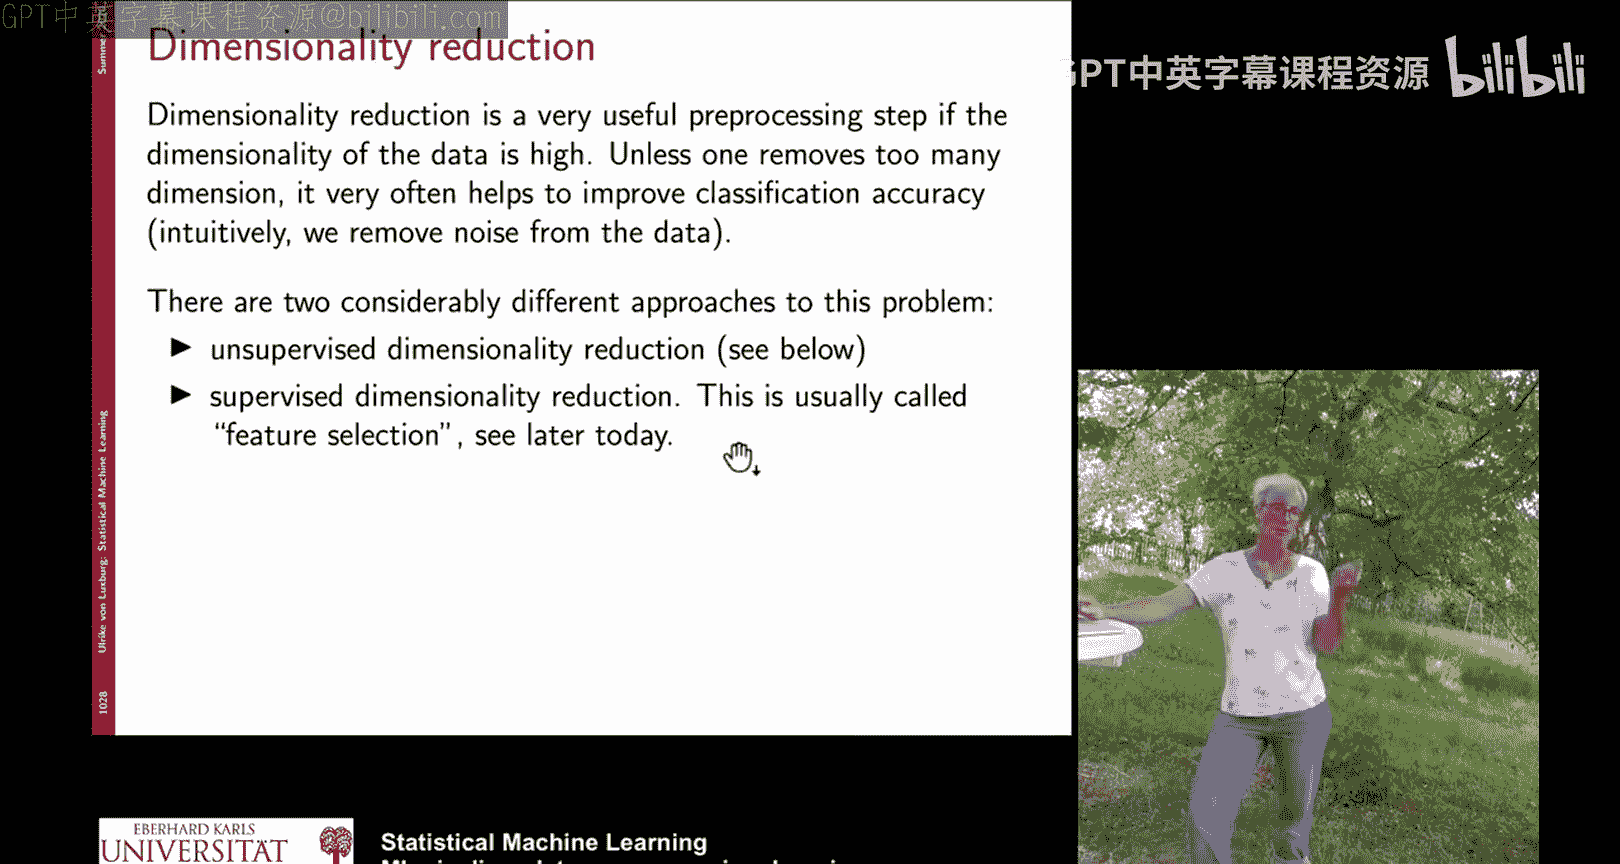 GPT中英字幕课程资源@bilibili.com
GPT中英字幕课程资源 bilibili
Dimensionality reduction
Dimensionality reduction is a very useful preprocessing step if the
dimensionality of the data is high. Unless one removes too many
dimension, it very often helps to improve classification accuracy
(intuitively, we remove noise from the data).
There are two considerably different approaches to this problem:
▶ unsupervised dimensionality reduction (see below)
▶ supervised dimensionality reduction. This is usually called
“feature selection”, see later today.
Ulrike von Luxburg: Statistical Machine Learning
1028
EBERHARD KARLS
UNIVERSITÄT
Statistical Machine Learning